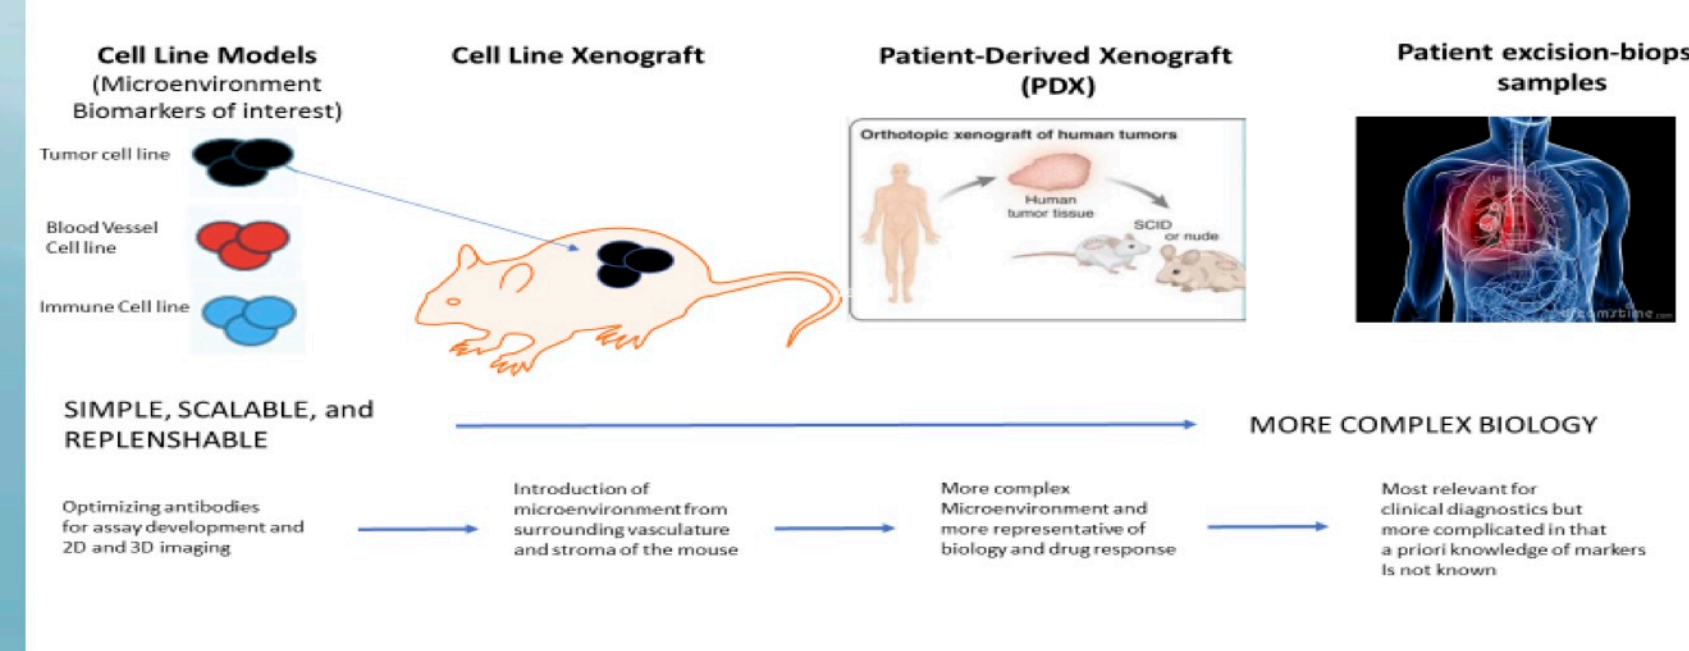 Cell Line Models
(Microenvironment
Biomarkers of interest)
Tumor cell line
Blood Vessel
Cell line
Immune Cell line
Cell Line Xenograft
Patient-Derived Xenograft
(PDX)
Orthotopic xenograft of human tumors
Human
tumor tissue
SCID
or nude
Patient excision-biops
samples
dreamstime.com
SIMPLE, SCALABLE, and
REPLENSHABLE
MORE COMPLEX BIOLOGY
Optimizing antibodies
for assay development and
2D and 3D imaging
Introduction of
microenvironment from
surrounding vasculature
and stroma of the mouse
More complex
Microenvironment and
more representative of
biology and drug response
Most relevant for
clinical diagnostics but
more complicated in that
a priori knowledge of markers
Is not known